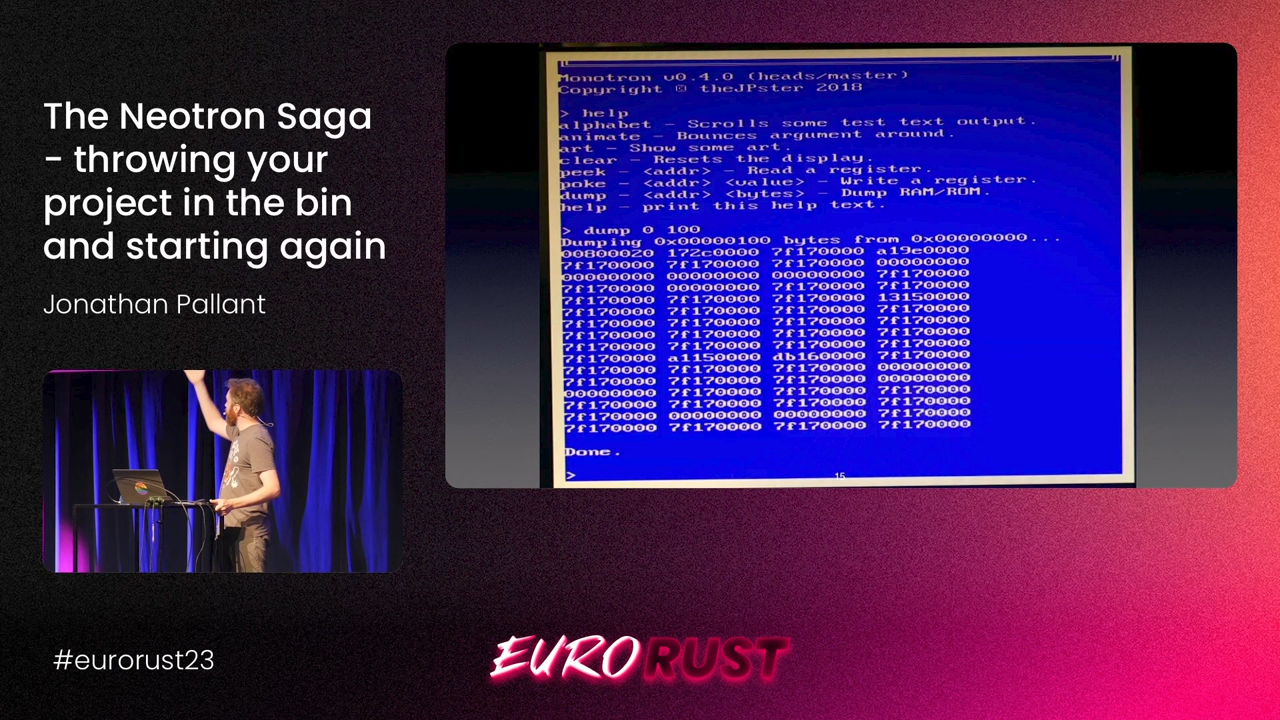 The Neotron Saga
- throwing your
project in the bin
and starting again
Jonathan Pallant
Monotron v0.4.0 (heads/master)
Copyright © theJPster 2018
> help
alphabet - Scrolls some test text output.
animate - Bounces argument around.
art - Show some art.
clear - Resets the display.
peek - <addr> - Read a register.
poke - <addr> <value> - Write a register.
dump - <addr> <bytes> - Dump RAM/ROM.
help - print this help text.
> dump 0 100
Dumping 0x00000100 bytes from 0x00000000...
00800020 172c0000 7f170000 a19e0000
7f170000 7f170000 7f170000 00000000
00000000 00000000 00000000 7f170000
7f170000 00000000 7f170000 7f170000
7f170000 7f170000 7f170000 13150000
7f170000 7f170000 7f170000 7f170000
7f170000 7f170000 7f170000 7f170000
7f170000 7f170000 7f170000 7f170000
7f170000 7f170000 7f170000 7f170000
7f170000 a1150000 db160000 7f170000
7f170000 7f170000 7f170000 00000000
7f170000 7f170000 7f170000 00000000
00000000 7f170000 7f170000 7f170000
7f170000 7f170000 7f170000 7f170000
7f170000 00000000 00000000 7f170000
7f170000 7f170000 7f170000 7f170000
Done.
>
15
#eurorust23
EURORUST